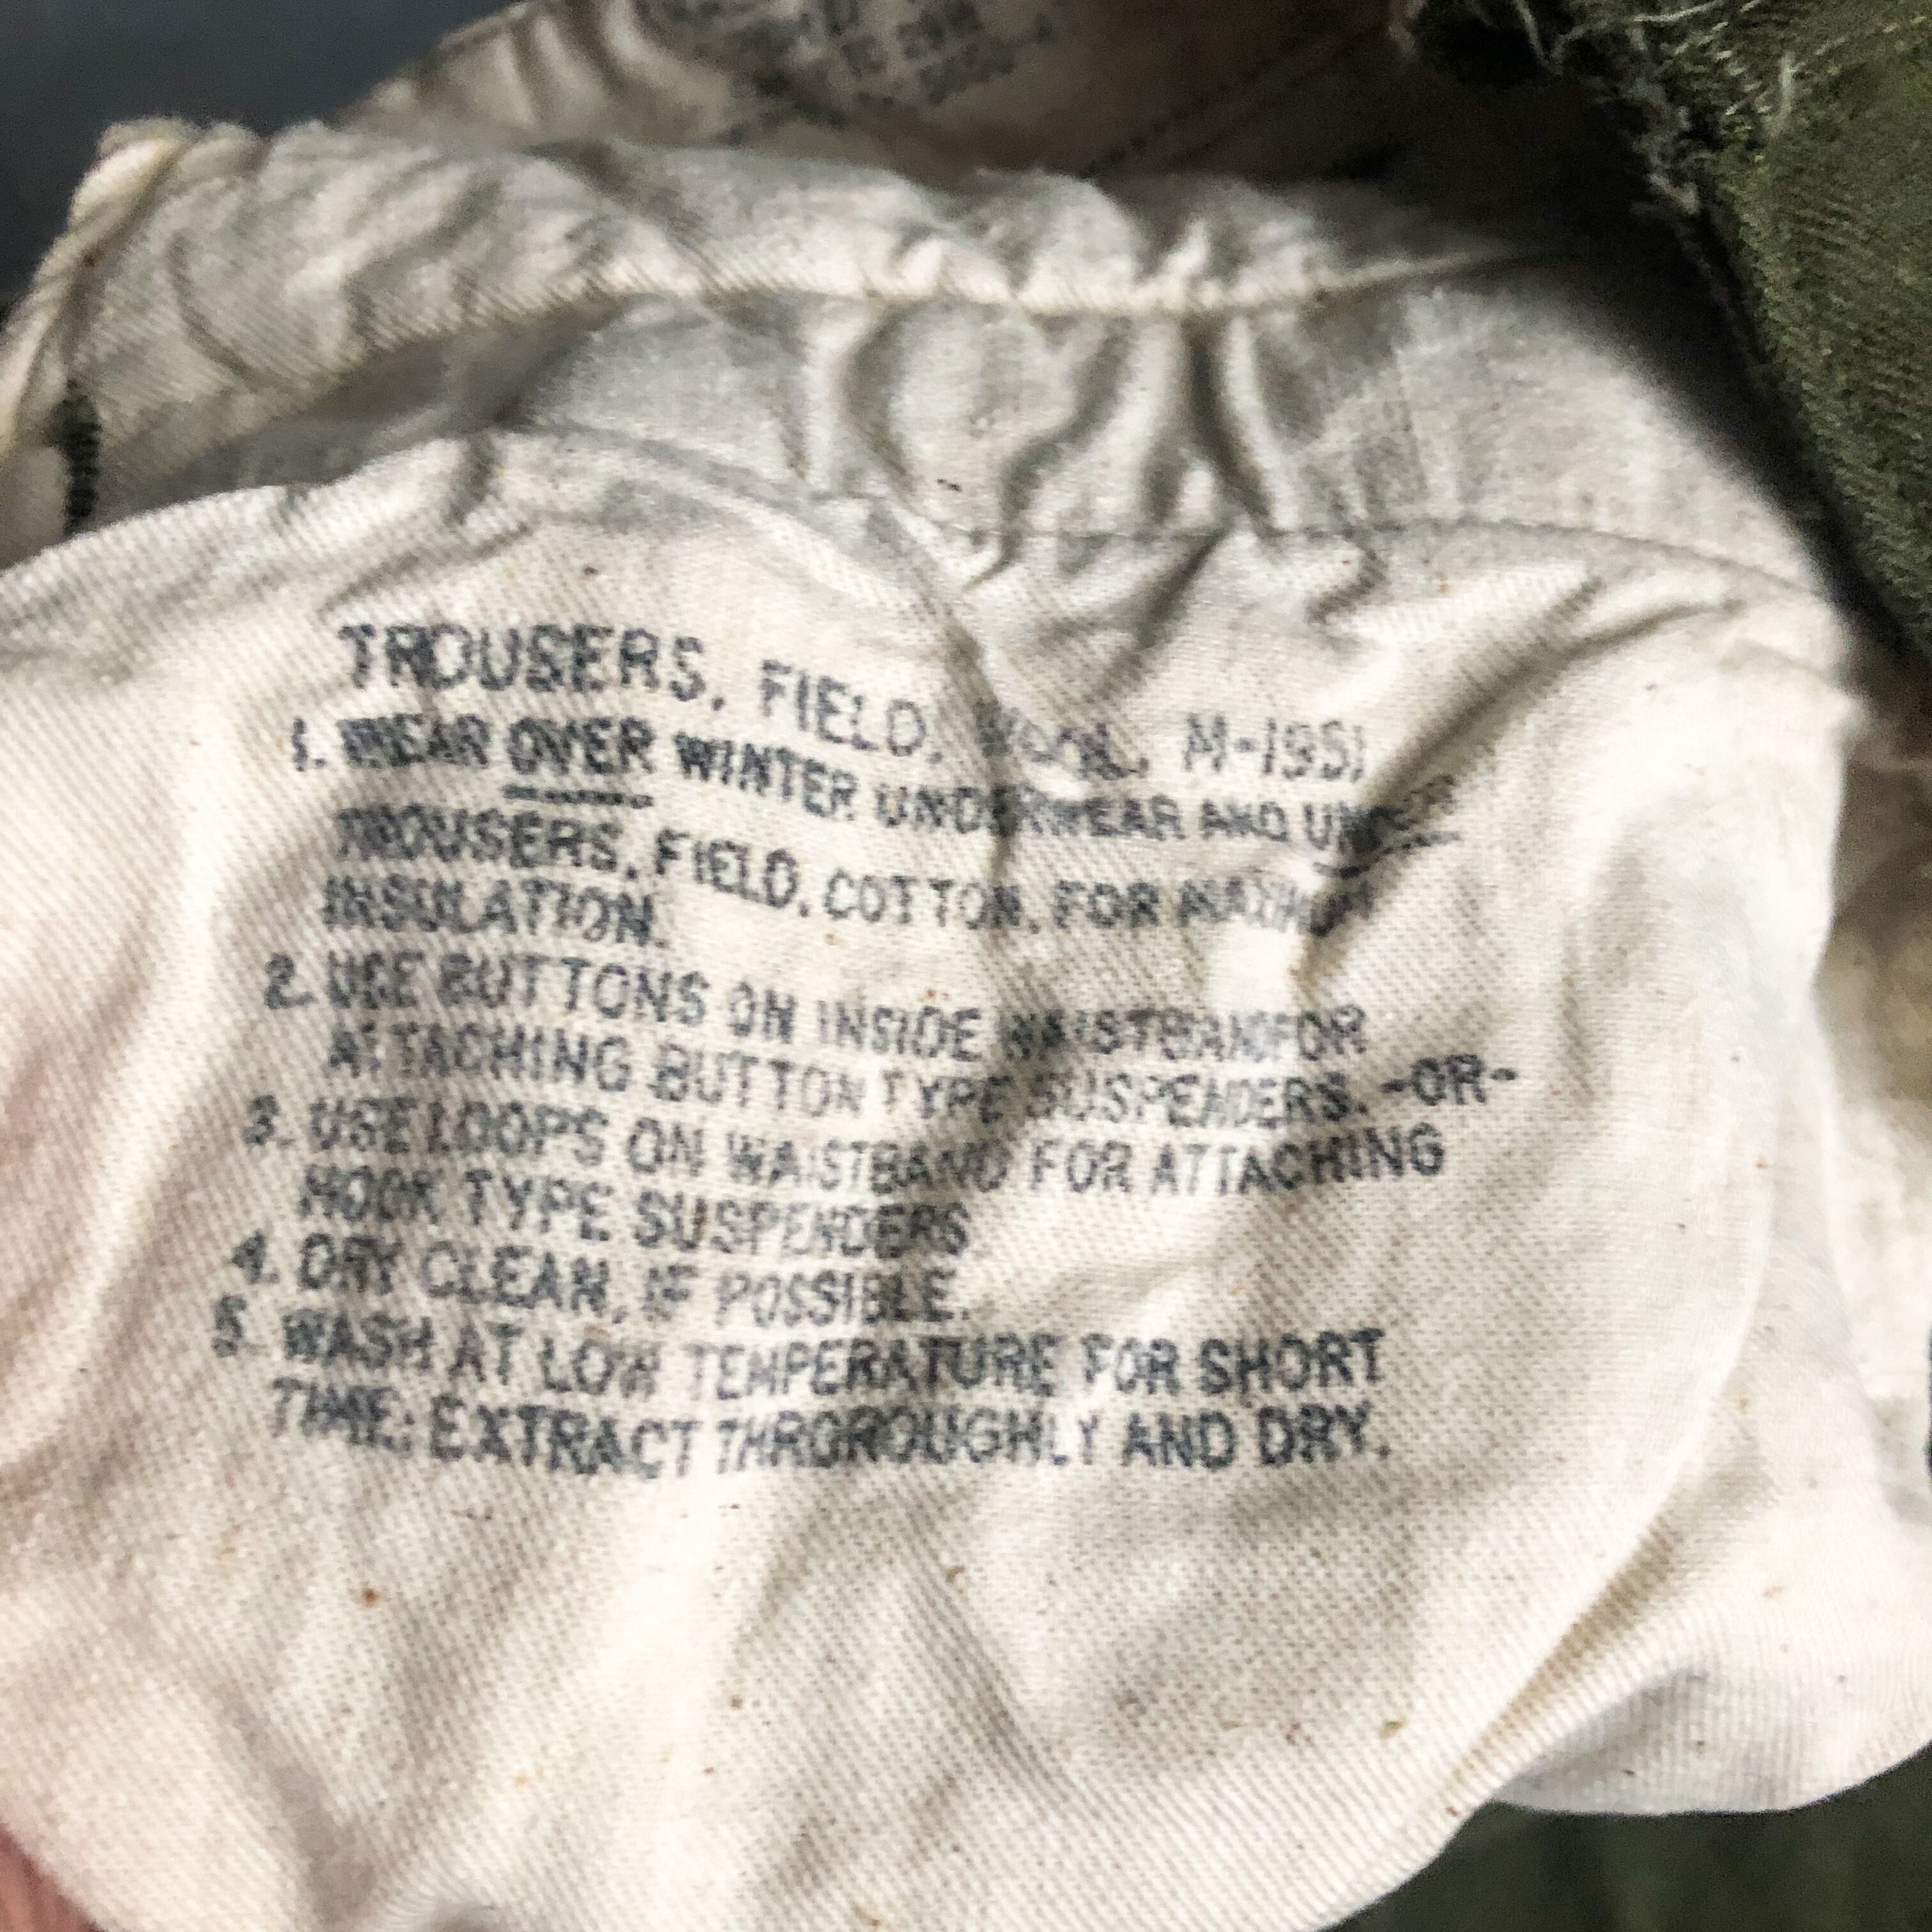 TROUSERS, FIELD, WOOL, M-1951
1. WEAR OVER WINTER UNDERWEAR AND UNDER
TROUSERS, FIELD, COTTON, FOR MAXIMUM
INSULATION.
2. USE BUTTONS ON INSIDE WAISTBAND FOR
ATTACHING BUTTON TYPE SUSPENDERS. -OR-
3. USE LOOPS ON WAISTBAND FOR ATTACHING
HOOK TYPE SUSPENDERS
4. DRY CLEAN, IF POSSIBLE.
5. WASH AT LOW TEMPERATURE FOR SHORT
TIME; EXTRACT THROROUGHLY AND DRY.